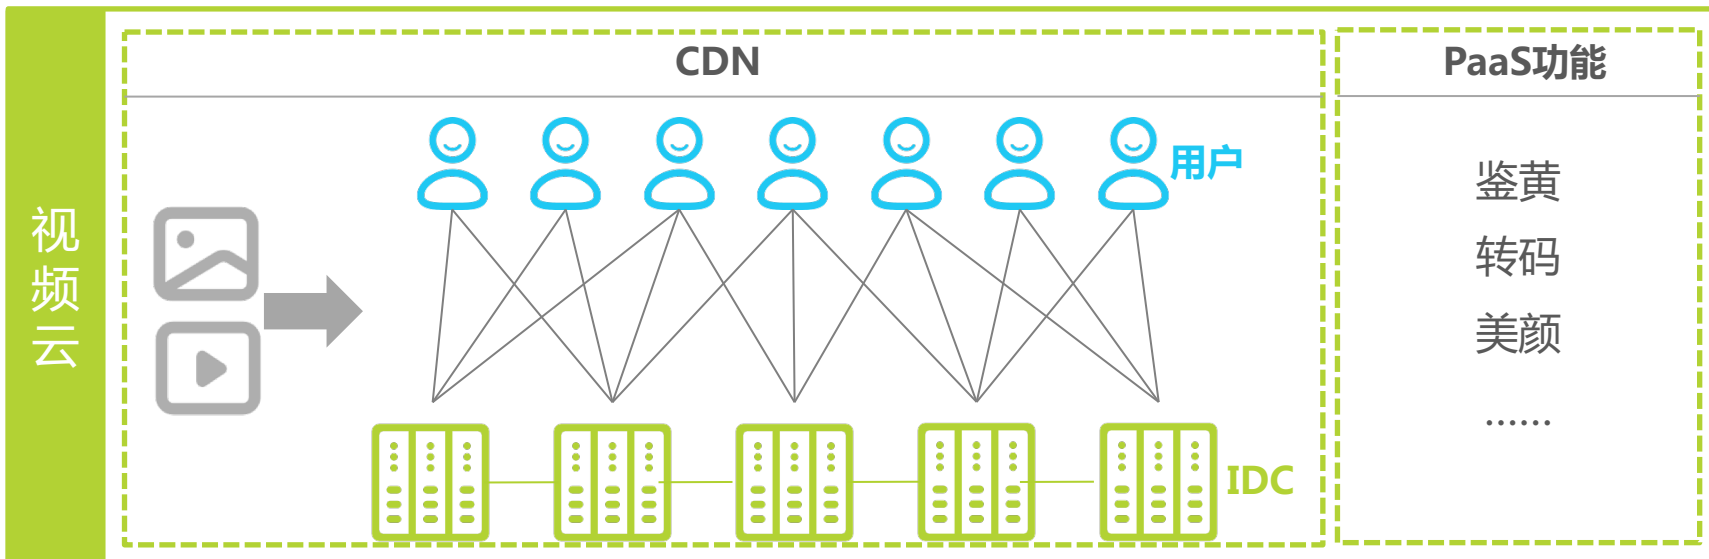 视频云
CDN
用户
IDC
PaaS功能
鉴黄
转码
美颜
......